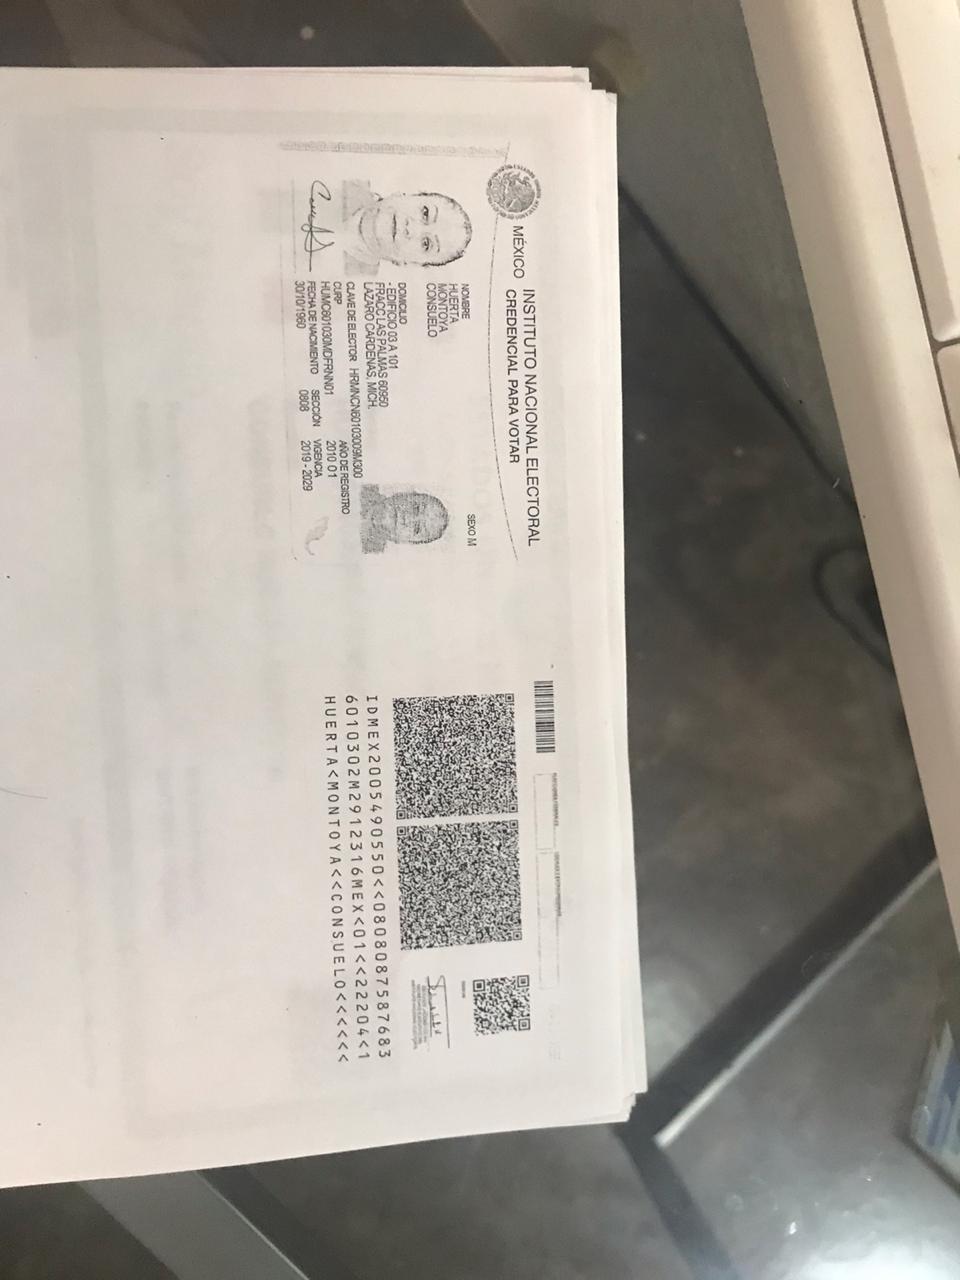 MÉXICO INSTITUTO NACIONAL ELECTORAL
CREDENCIAL PARA VOTAR
NOMBRE
HUERTA
MONTOYA
CONSUELO
SEXO M
DOMICILIO
- EDIFICIO 03 A 101
FRACC LAS PALMAS 60950
LAZARO CARDENAS, MICH.
CLAVE DE ELECTOR HRMNCN60103009M300
CURP
HUMC601030MDFRNN01
AÑO DE REGISTRO
2010 01
FECHA DE NACIMIENTO
30/10/1960
SECCIÓN
0808
VIGENCIA
2019 - 2029
IDMEX2005490550<<0808087587683
6010302M2912316MEX<01<<22204<1
HUERTA<MONTOYA<<CONSUELO<<<<<<